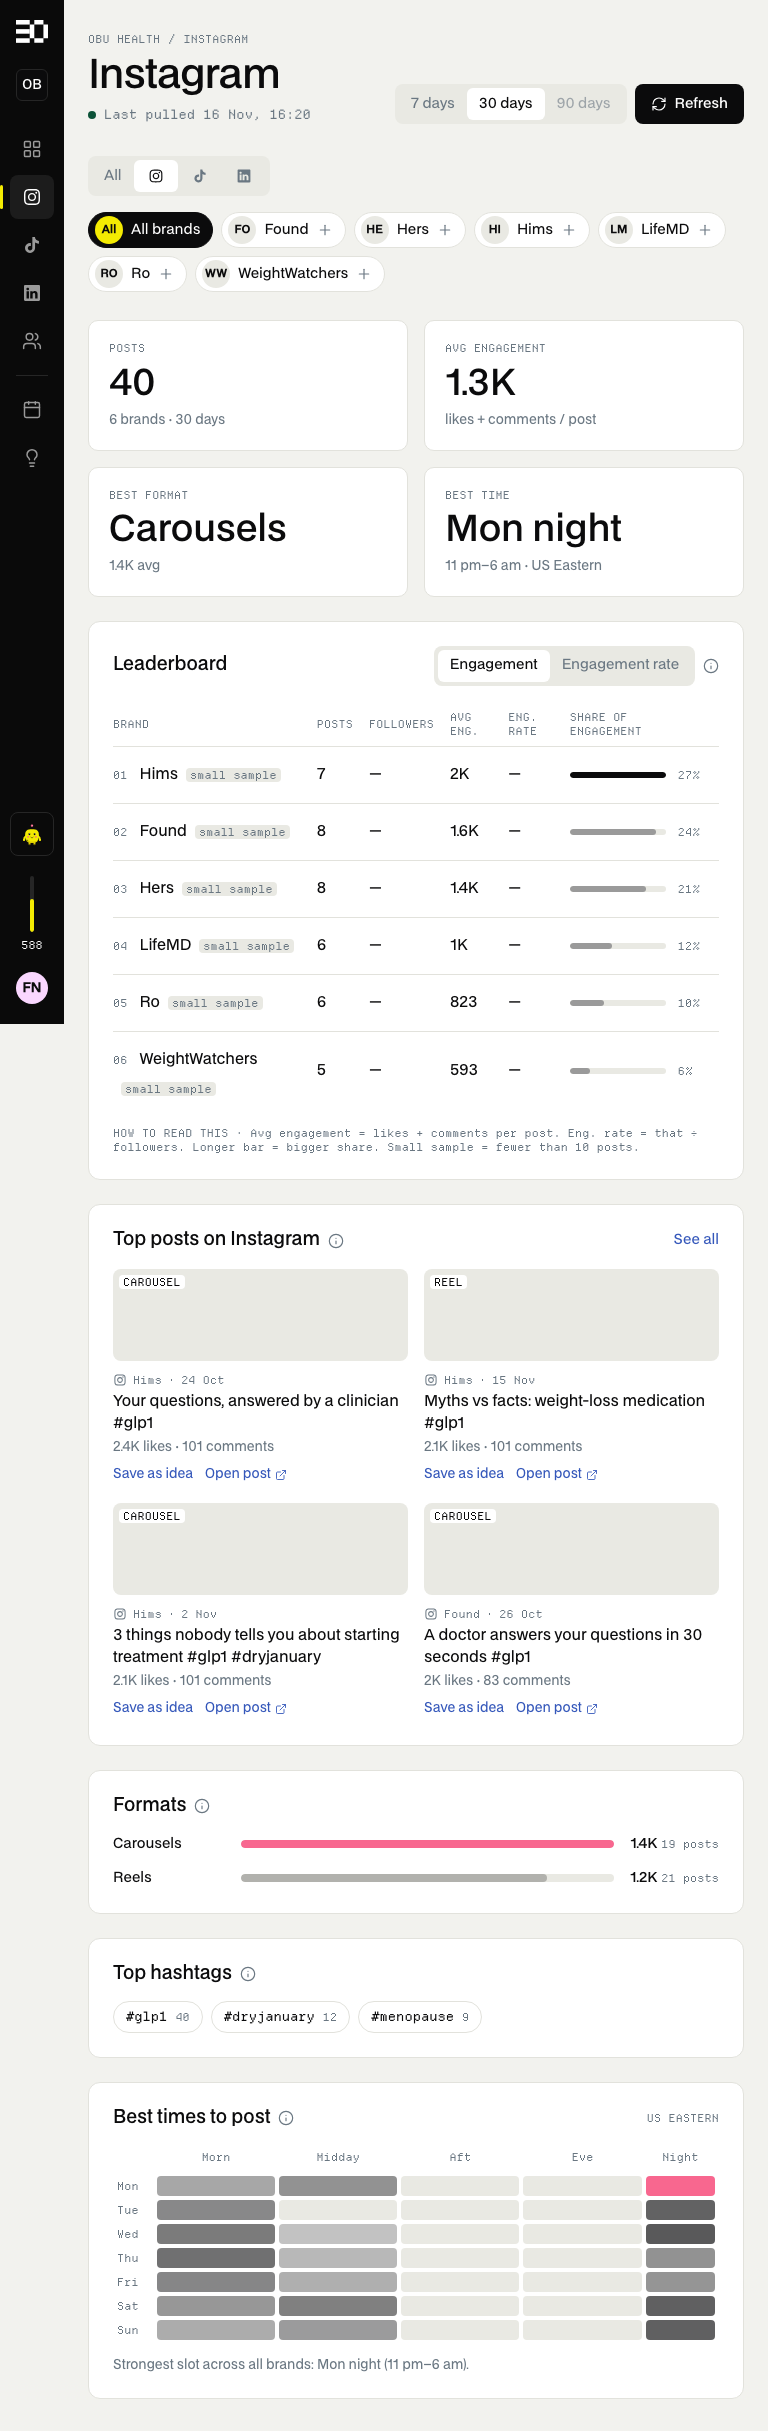 OBU HEALTH / INSTAGRAM
Instagram
Last pulled 16 Nov, 16:20
7 days 30 days 90 days
Refresh
OB
All
All All brands
FO Found
HE Hers
HI Hims
LM LifeMD
RO Ro
WW WeightWatchers
POSTS
40
6 brands · 30 days
AVG ENGAGEMENT
1.3K
likes + comments / post
BEST FORMAT
Carousels
1.4K avg
BEST TIME
Mon night
11 pm–6 am · US Eastern
Leaderboard
Engagement Engagement rate
BRAND POSTS FOLLOWERS AVG ENG. ENG. RATE SHARE OF ENGAGEMENT
01 Hims small sample 7 — 2K — 27%
02 Found small sample 8 — 1.6K — 24%
03 Hers small sample 8 — 1.4K — 21%
04 LifeMD small sample 6 — 1K — 12%
05 Ro small sample 6 — 823 — 10%
06 WeightWatchers small sample 5 — 593 — 6%
588
FN
HOW TO READ THIS · Avg engagement = likes + comments per post. Eng. rate = that ÷
followers. Longer bar = bigger share. Small sample = fewer than 10 posts.
Top posts on Instagram
See all
CAROUSEL
Hims · 24 Oct
Your questions, answered by a clinician
#glp1
2.4K likes · 101 comments
Save as idea Open post
REEL
Hims · 15 Nov
Myths vs facts: weight-loss medication
#glp1
2.1K likes · 101 comments
Save as idea Open post
CAROUSEL
Hims · 2 Nov
3 things nobody tells you about starting
treatment #glp1 #dryjanuary
2.1K likes · 101 comments
Save as idea Open post
CAROUSEL
Found · 26 Oct
A doctor answers your questions in 30
seconds #glp1
2K likes · 83 comments
Save as idea Open post
Formats
Carousels 1.4K 19 posts
Reels 1.2K 21 posts
Top hashtags
#glp1 40 #dryjanuary 12 #menopause 9
Best times to post
US EASTERN
Morn Midday Aft Eve Night
Mon
Tue
Wed
Thu
Fri
Sat
Sun
Strongest slot across all brands: Mon night (11 pm–6 am).